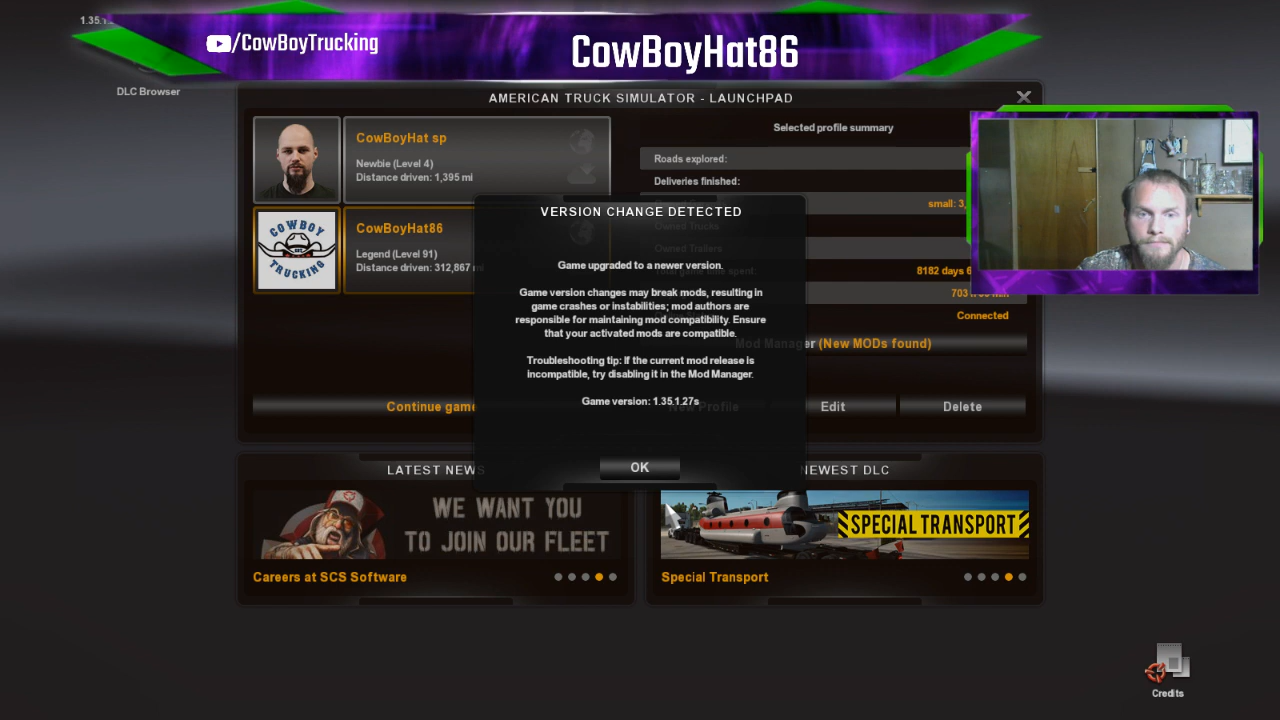 1.35.1.
/CowBoyTrucking
CowBoyHat86
DLC Browser
AMERICAN TRUCK SIMULATOR - LAUNCHPAD
CowBoyHat sp
Newbie (Level 4)
Distance driven: 1,395 mi
COWBOY
TRUCKING
CowBoyHat86
Legend (Level 91)
Distance driven: 312,867 mi
Selected profile summary
Roads explored:
Deliveries finished:
small: 3,
Owned Trucks
Owned Trailers
spent:
8182 days 6
703
Connected
Mod Manager (New MODs found)
VERSION CHANGE DETECTED
Game upgraded to a newer version.
Game version changes may break mods, resulting in
game crashes or instabilities; mod authors are
responsible for maintaining mod compatibility. Ensure
that your activated mods are compatible.
Troubleshooting tip: If the current mod release is
incompatible, try disabling it in the Mod Manager.
Game version: 1.35.1.27s
OK
Continue game
New Profile
Edit
Delete
LATEST NEWS
WE WANT YOU
TO JOIN OUR FLEET
Careers at SCS Software
NEWEST DLC
SPECIAL TRANSPORT
Special Transport
Credits